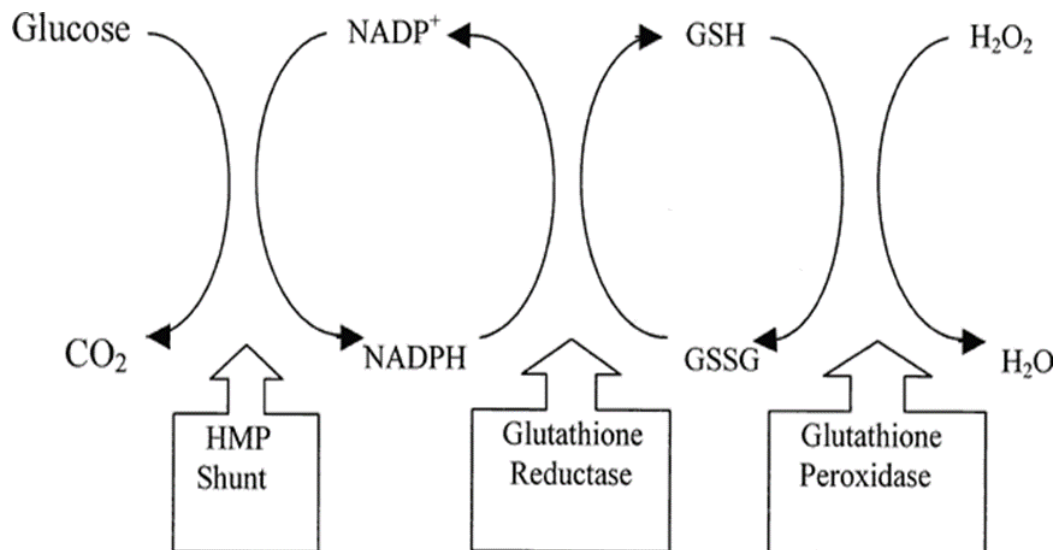 Glucose NADP⁺ GSH H₂O₂
CO₂ NADPH GSSG H₂O
HMP
Shunt
Glutathione
Reductase
Glutathione
Peroxidase